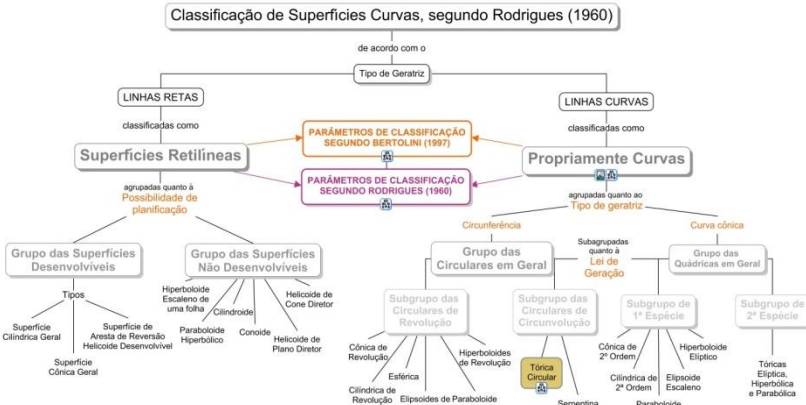 Classificação de Superfícies Curvas, segundo Rodrigues (1960)
de acordo com o
Tipo de Geratriz
LINHAS RETAS
LINHAS CURVAS
classificadas como
classificadas como
PARÂMETROS DE CLASSIFICAÇÃO
SEGUNDO BERTOLINI (1997)
Superfícies Retilíneas
Propriamente Curvas
PARÂMETROS DE CLASSIFICAÇÃO
SEGUNDO RODRIGUES (1960)
agrupadas quanto à
Possibilidade de
planificação
agrupadas quanto ao
Tipo de geratriz
Circunferência
Curva cônica
Grupo das Superfícies
Desenvolvíveis
Grupo das Superfícies
Não Desenvolvíveis
Grupo das
Circulares em Geral
Subagrupadas
quanto à
Lei de
Geração
Grupo das
Quádricas em Geral
Tipos
Superfície
Cilíndrica Geral
Superfície
Cônica Geral
Superfície de
Aresta de Reversão
Helicoide Desenvolvível
Hiperboloide
Escaleno de
uma folha
Paraboloide
Hiperbólico
Cilindroide
Conoide
Helicoide de
Plano Diretor
Helicoide de
Cone Diretor
Subgrupo das
Circulares de
Revolução
Subgrupo das
Circulares de
Circunvolução
Subgrupo de
1ª Espécie
Subgrupo de
2ª Espécie
Cônica de
Revolução
Cilíndrica de
Revolução
Esférica
Elipsoides de Paraboloide
Hiperboloides
de Revolução
Tórica
Circular
Serpentina
Cônica de
2ª Ordem
Cilíndrica de
2ª Ordem
Paraboloide
Elipsoide
Escaleno
Hiperboloide
Elíptico
Tóricas
Elíptica,
Hiperbólica
e Parabólica